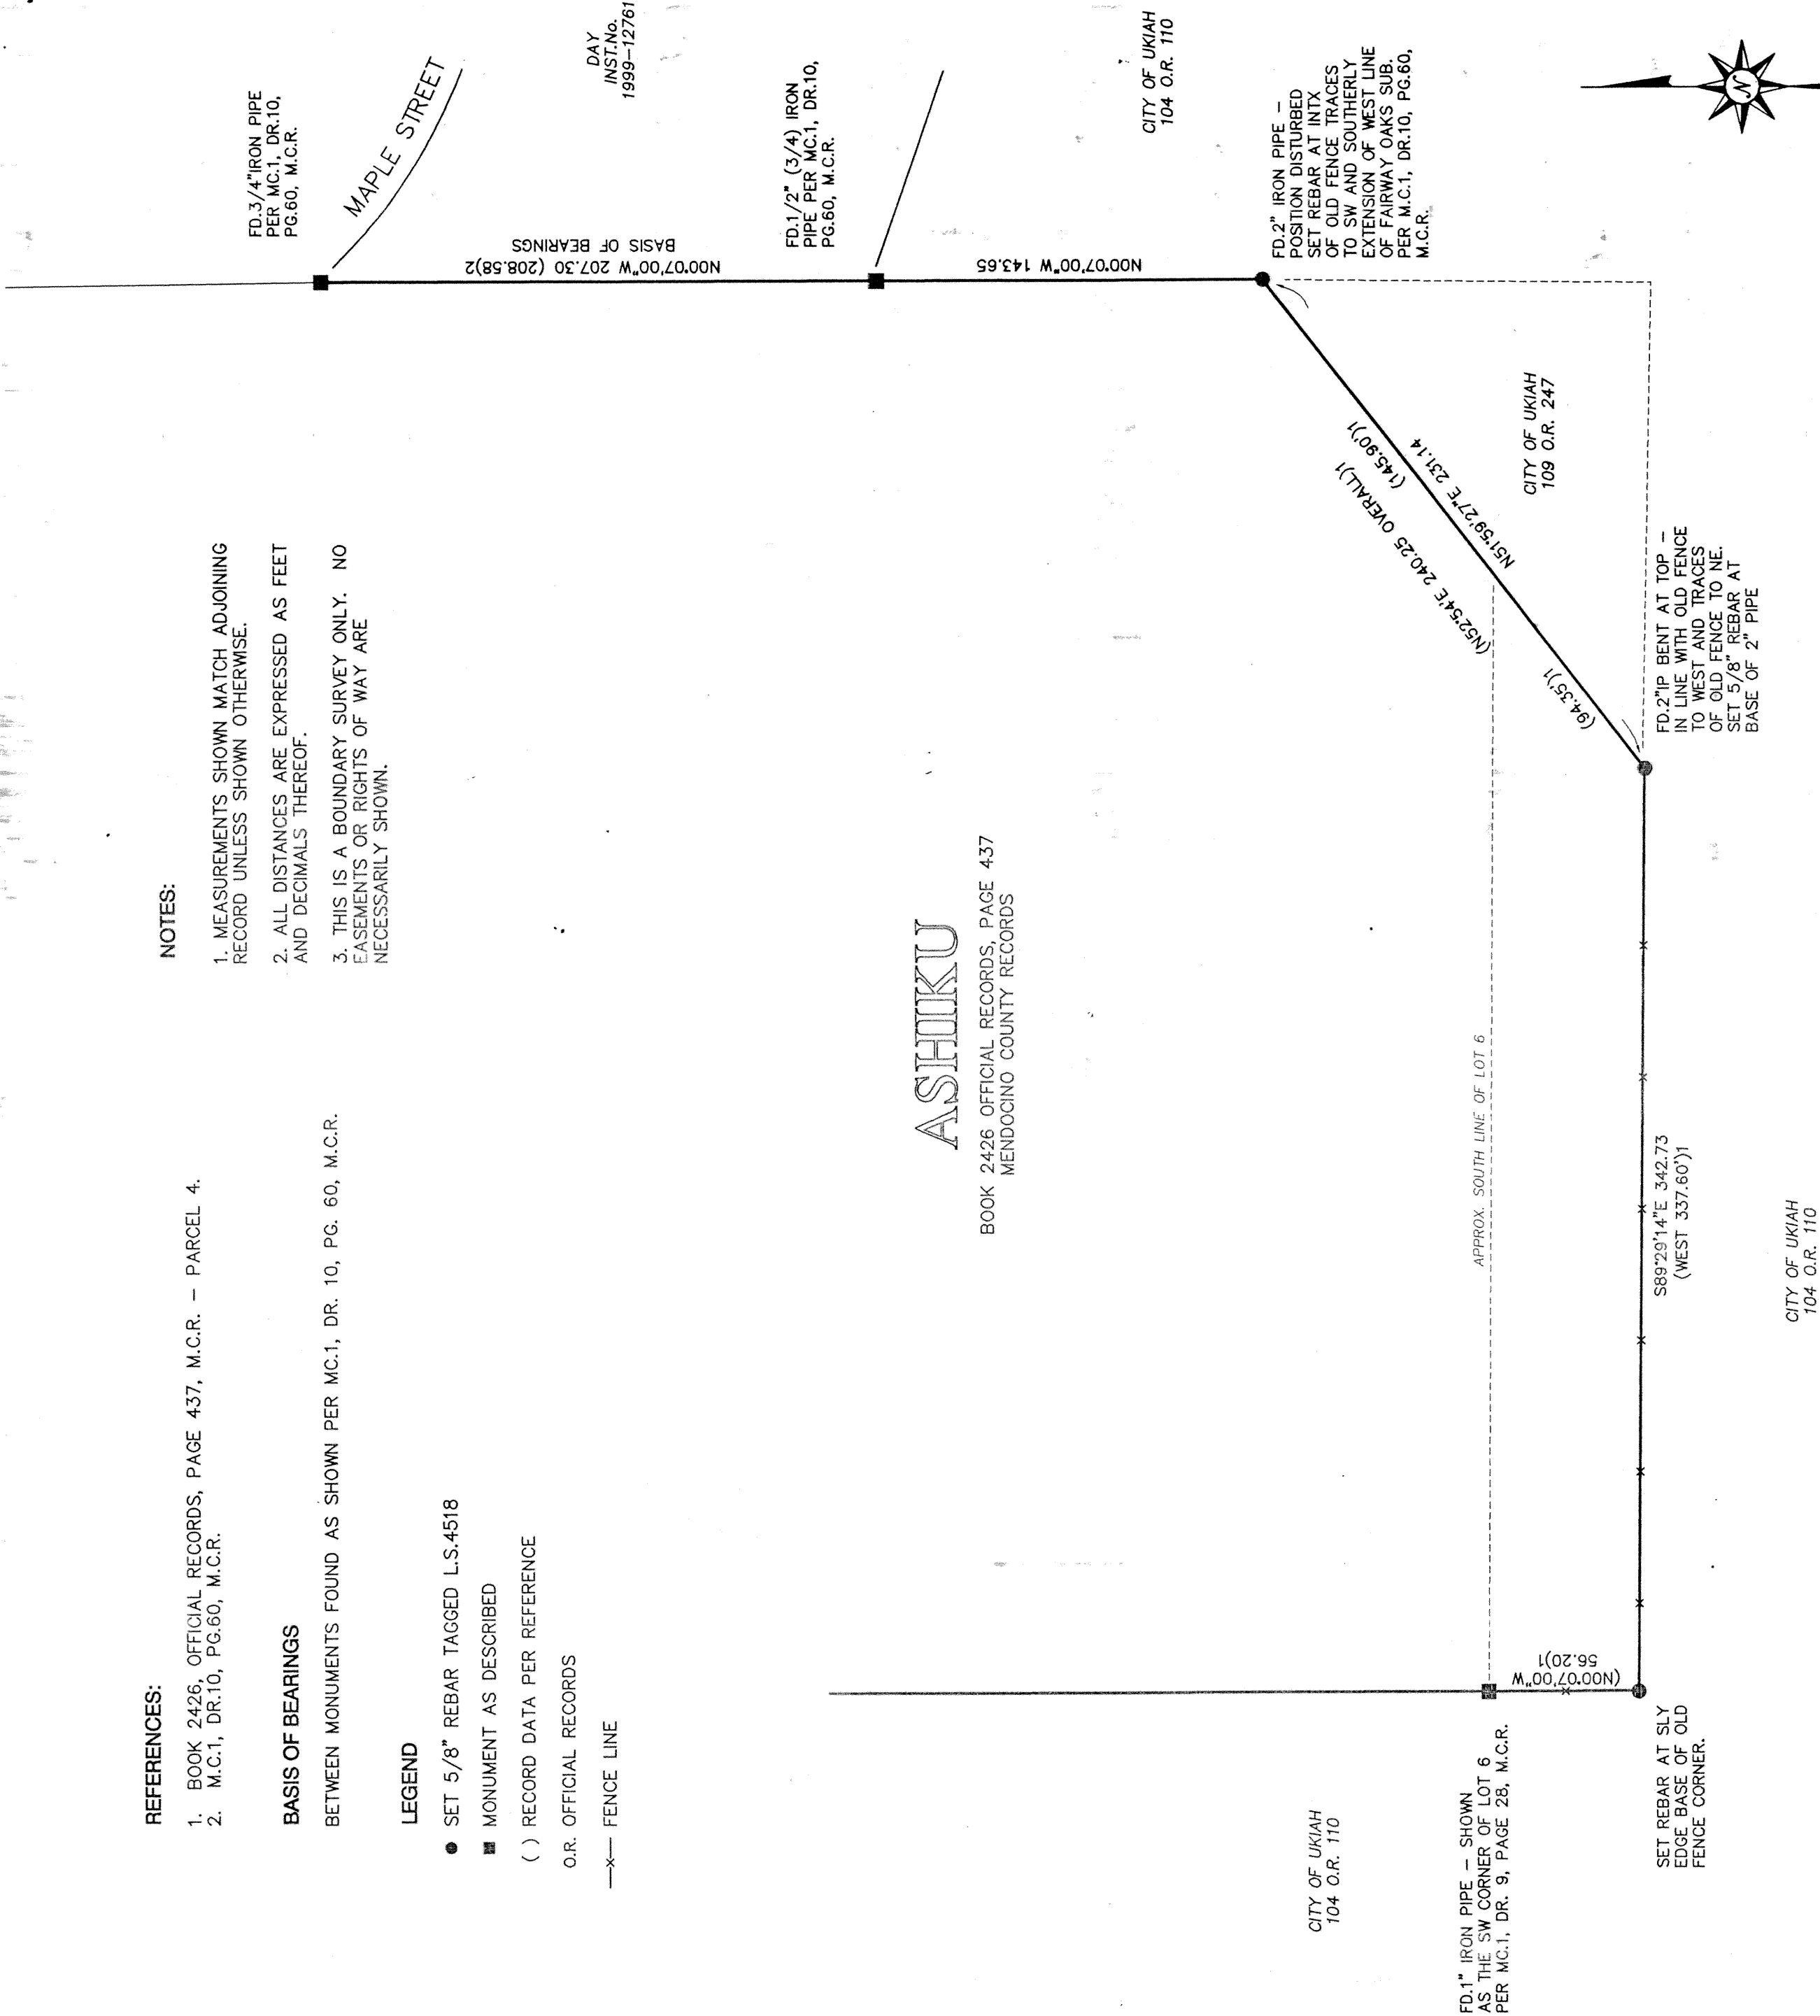 REFERENCES:
1. BOOK 2426, OFFICIAL RECORDS, PAGE 437, M.C.R. – PARCEL 4.
2. M.C.1, DR.10, PG.60, M.C.R.
BASIS OF BEARINGS
BETWEEN MONUMENTS FOUND AS SHOWN PER MC.1, DR. 10, PG. 60, M.C.R.
LEGEND
● SET 5/8" REBAR TAGGED L.S.4518
■ MONUMENT AS DESCRIBED
( ) RECORD DATA PER REFERENCE
O.R. OFFICIAL RECORDS
—x— FENCE LINE
NOTES:
1. MEASUREMENTS SHOWN MATCH ADJOINING
RECORD UNLESS SHOWN OTHERWISE.
2. ALL DISTANCES ARE EXPRESSED AS FEET
AND DECIMALS THEREOF.
3. THIS IS A BOUNDARY SURVEY ONLY. NO
EASEMENTS OR RIGHTS OF WAY ARE
NECESSARILY SHOWN.
FD.3/4"IRON PIPE
PER MC.1, DR.10,
PG.60, M.C.R.
MAPLE STREET
DAY
INST.No.
1999–12761
BASIS OF BEARINGS
N00°07'00"W 207.30 (208.58)2
FD.1/2" (3/4) IRON
PIPE PER MC.1, DR.10,
PG.60, M.C.R.
N00°07'00"W 143.65
CITY OF UKIAH
104 O.R. 110
FD.2" IRON PIPE –
POSITION DISTURBED
SET REBAR AT INTX
OF OLD FENCE TRACES
TO SW AND SOUTHERLY
EXTENSION OF WEST LINE
OF FAIRWAY OAKS SUB.
PER M.C.1, DR.10, PG.60,
M.C.R.
N
ASHIKU
BOOK 2426 OFFICIAL RECORDS, PAGE 437
MENDOCINO COUNTY RECORDS
(N52°54'E 240.25 OVERALL)1
(145.90')1
N51°59'27"E 231.14
(94.35')1
CITY OF UKIAH
109 O.R. 247
FD.2"IP BENT AT TOP –
IN LINE WITH OLD FENCE
TO WEST AND TRACES
OF OLD FENCE TO NE.
SET 5/8" REBAR AT
BASE OF 2" PIPE
APPROX. SOUTH LINE OF LOT 6
S89°29'14"E 342.73
(WEST 337.60')1
CITY OF UKIAH
104 O.R. 110
(N00°07'00"W
56.20)1
CITY OF UKIAH
104 O.R. 110
FD.1" IRON PIPE – SHOWN
AS THE SW CORNER OF LOT 6
PER MC.1, DR. 9, PAGE 28, M.C.R.
SET REBAR AT SLY
EDGE BASE OF OLD
FENCE CORNER.